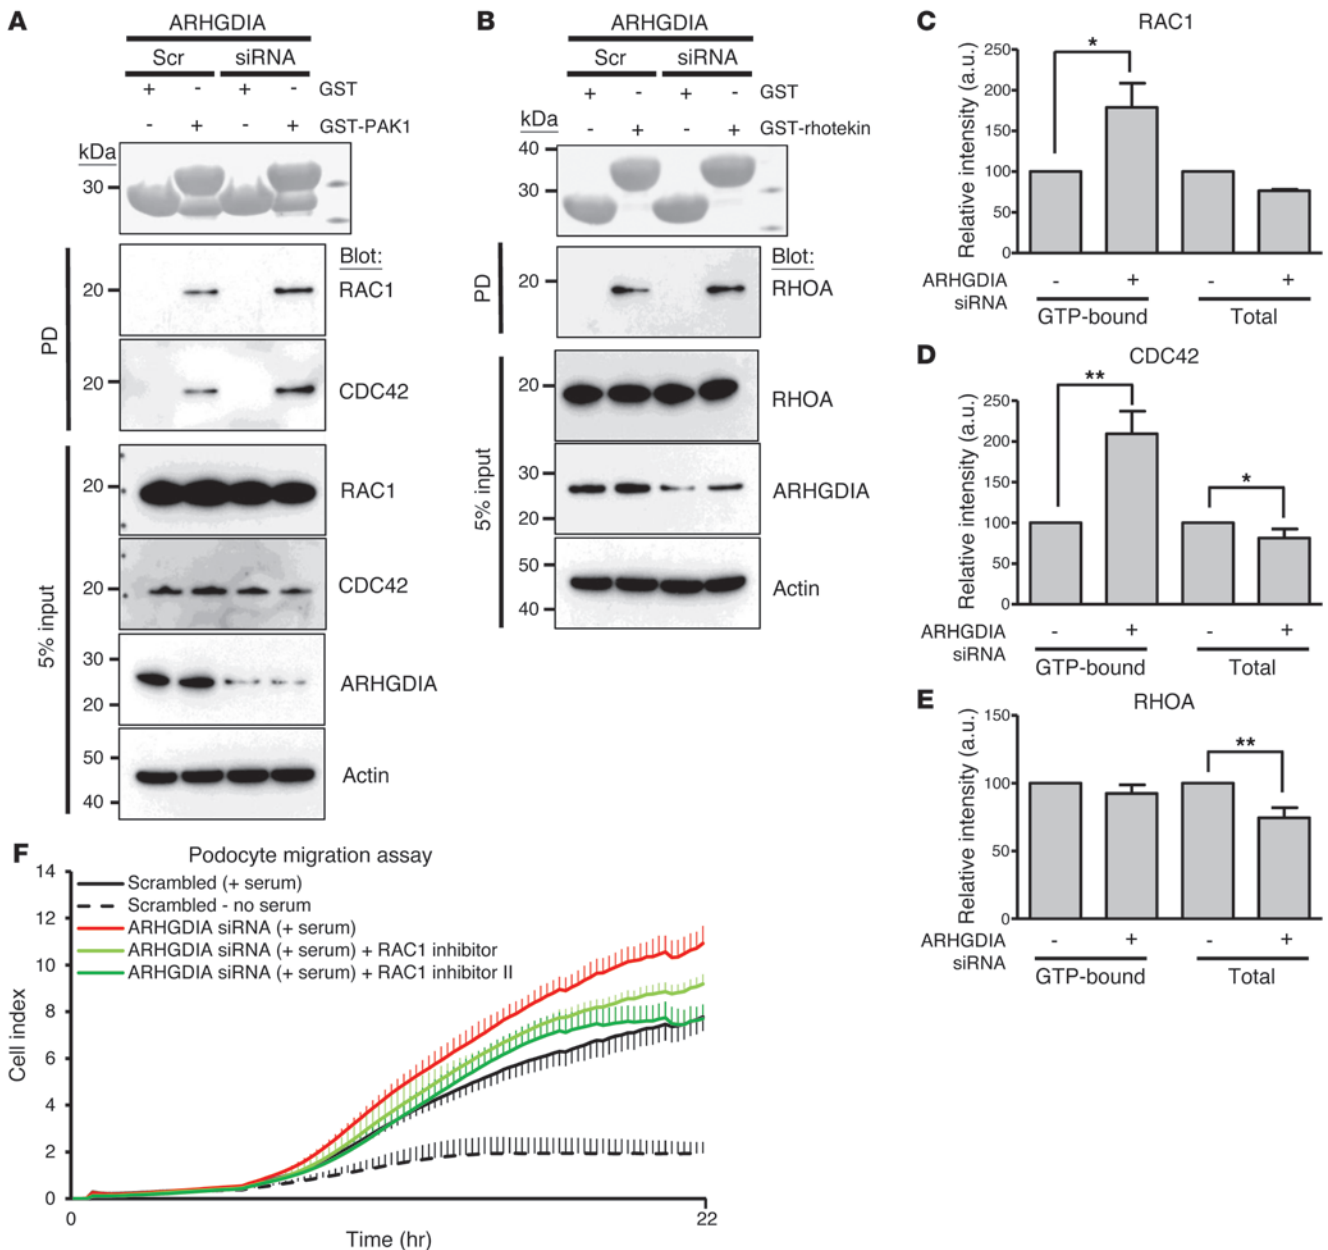 A
ARHGDIA
Scr siRNA
+ - + - GST
- + - + GST-PAK1
kDa
30
PD
Blot:
20 RAC1
20 CDC42
5% input
20 RAC1
20 CDC42
30
ARHGDIA
20
50
Actin
40
B
ARHGDIA
Scr siRNA
+ - + - GST
- + - + GST-rhotekin
kDa
40
30
PD
Blot:
20 RHOA
5% input
20 RHOA
30
ARHGDIA
20
50
Actin
40
C
RAC1
Relative intensity (a.u.)
250
200
150
100
50
0
*
ARHGDIA siRNA - + - +
GTP-bound Total
D
CDC42
Relative intensity (a.u.)
250
200
150
100
50
0
**
*
ARHGDIA siRNA - + - +
GTP-bound Total
E
RHOA
Relative intensity (a.u.)
150
100
50
0
**
ARHGDIA siRNA - + - +
GTP-bound Total
F
Podocyte migration assay
Scrambled (+ serum)
Scrambled - no serum
ARHGDIA siRNA (+ serum)
ARHGDIA siRNA (+ serum) + RAC1 inhibitor
ARHGDIA siRNA (+ serum) + RAC1 inhibitor II
Cell index
14
12
10
8
6
4
2
0
0 22
Time (hr)